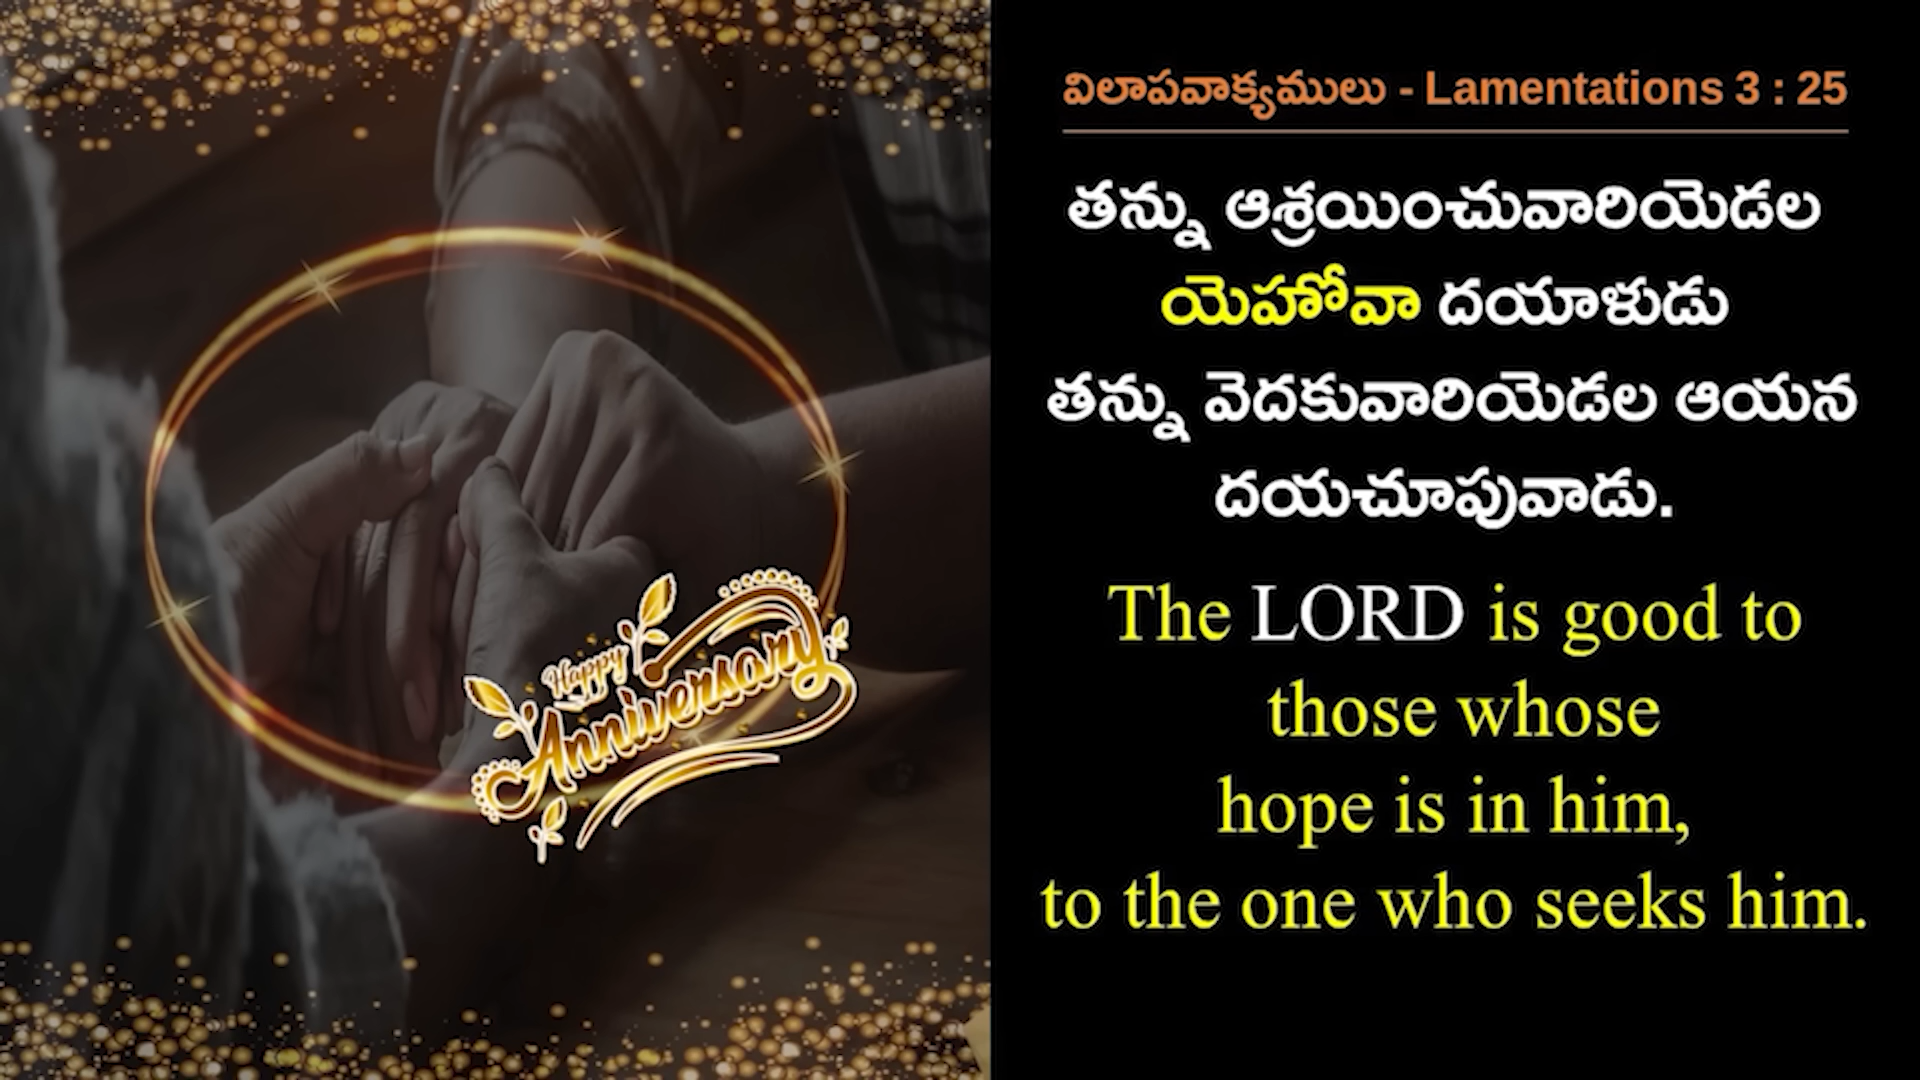 Happy
Anniversary
విలాపవాక్యములు - Lamentations 3 : 25
తన్ను ఆశ్రయించువారియెడల
యెహోవా దయాళుడు
తన్ను వెదకువారియెడల ఆయన
దయచూపువాడు.
The LORD is good to
those whose
hope is in him,
to the one who seeks him.